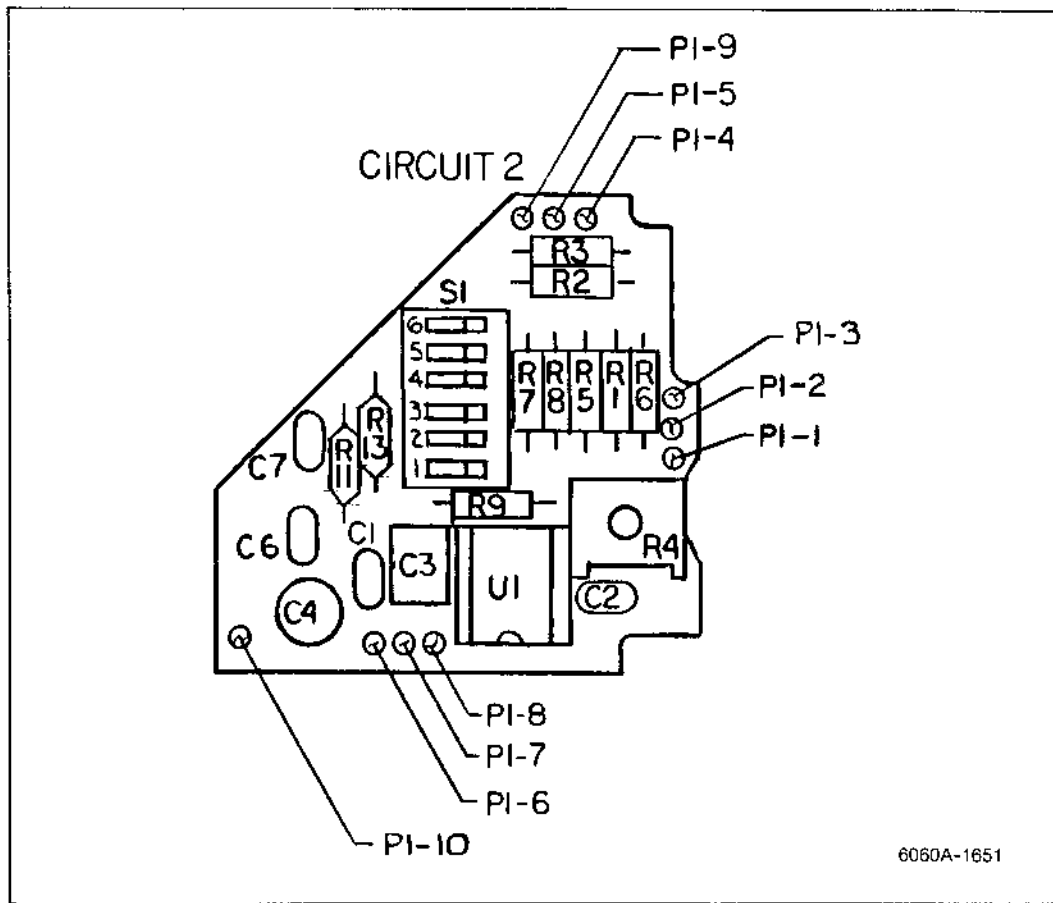 P1-9
P1-5
P1-4
CIRCUIT 2
R3
R2
S1
6
5
4
3
2
1
R7
R8
R5
R1
R6
P1-3
P1-2
P1-1
C7
R11
R13
R9
R4
C6
C1
C3
U1
C2
C4
P1-8
P1-7
P1-6
P1-10
6060A-1651